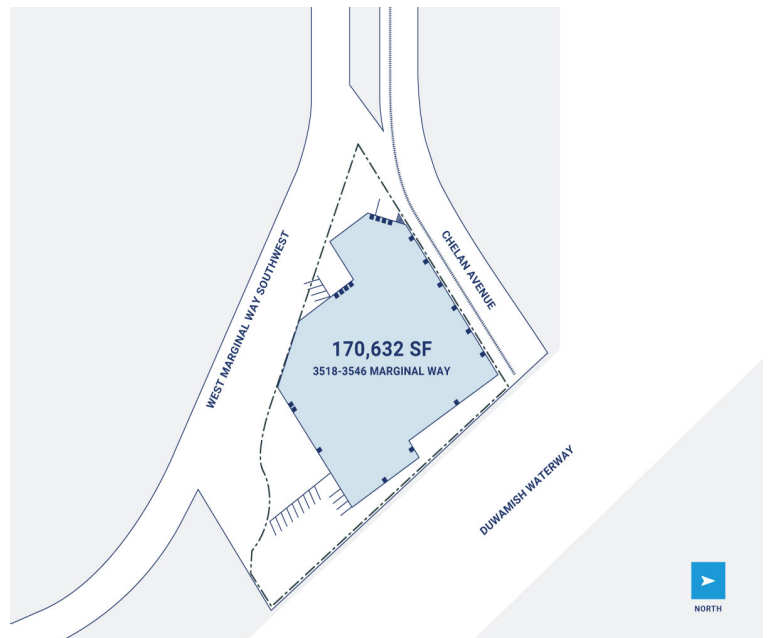 WEST MARGINAL WAY SOUTHWEST
CHELAN AVENUE
170,632 SF
3518-3546 MARGINAL WAY
DUWAMISH WATERWAY
NORTH